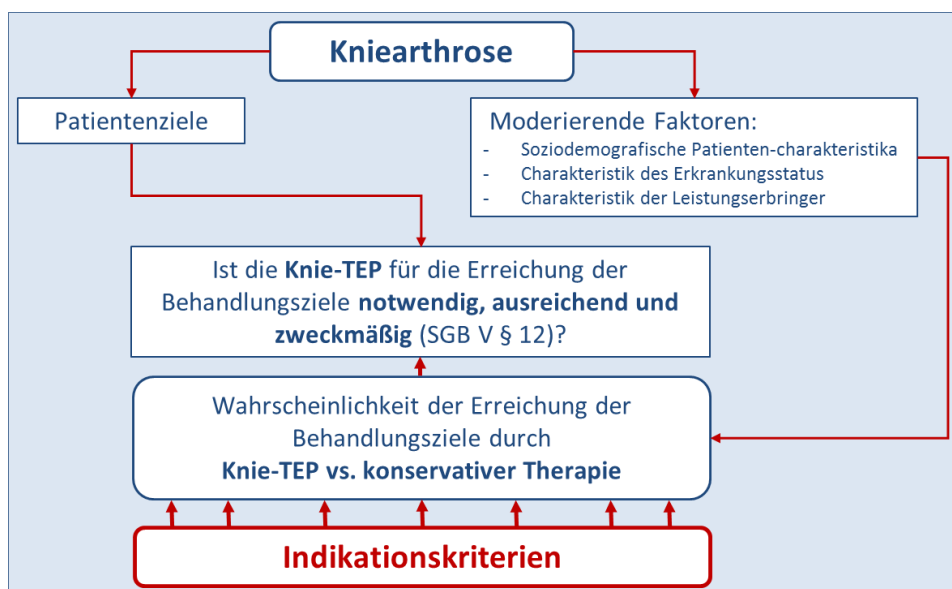 Kniearthrose
Patientenziele
Moderierende Faktoren:
- Soziodemografische Patienten-charakteristika
- Charakteristik des Erkrankungsstatus
- Charakteristik der Leistungserbringer
Ist die Knie-TEP für die Erreichung der
Behandlungsziele notwendig, ausreichend und
zweckmäßig (SGB V § 12)?
Wahrscheinlichkeit der Erreichung der
Behandlungsziele durch
Knie-TEP vs. konservativer Therapie
Indikationskriterien